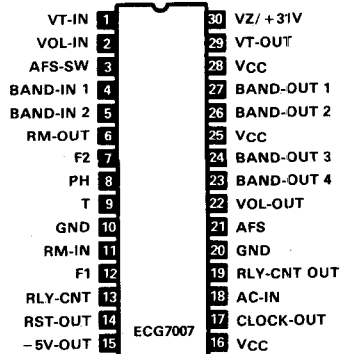 VT-IN 1 30 VZ/+31V
VOL-IN 2 29 VT-OUT
AFS-SW 3 28 VCC
BAND-IN 1 4 27 BAND-OUT 1
BAND-IN 2 5 26 BAND-OUT 2
RM-OUT 6 25 VCC
F2 7 24 BAND-OUT 3
PH 8 23 BAND-OUT 4
T 9 22 VOL-OUT
GND 10 21 AFS
RM-IN 11 20 GND
F1 12 19 RLY-CNT OUT
RLY-CNT 13 18 AC-IN
RST-OUT 14 ECG7007 17 CLOCK-OUT
-5V-OUT 15 16 VCC